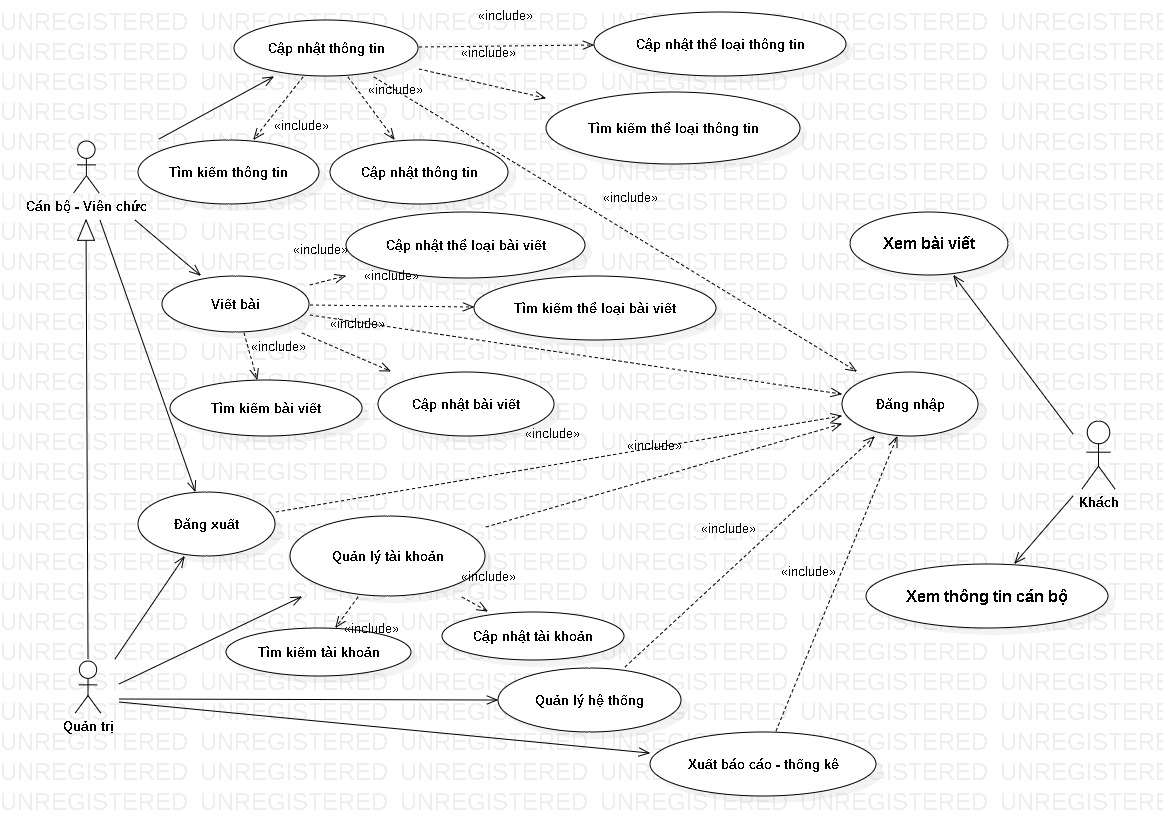 «include»
Cập nhật thông tin
Cập nhật thể loại thông tin
«include»
«include»
«include»
Tìm kiếm thể loại thông tin
Tìm kiếm thông tin
Cập nhật thông tin
Cán bộ - Viên chức
«include»
Cập nhật thể loại bài viết
«include»
«include»
Xem bài viết
Viết bài
Tìm kiếm thể loại bài viết
«include»
«include»
Tìm kiếm bài viết
Cập nhật bài viết
Đăng nhập
«include»
«include»
Khách
Đăng xuất
«include»
Quản lý tài khoản
«include»
«include»
Xem thông tin cán bộ
«include»
Cập nhật tài khoản
Tìm kiếm tài khoản
Quản lý hệ thống
Quản trị
Xuất báo cáo - thống kê
UNREGISTERED